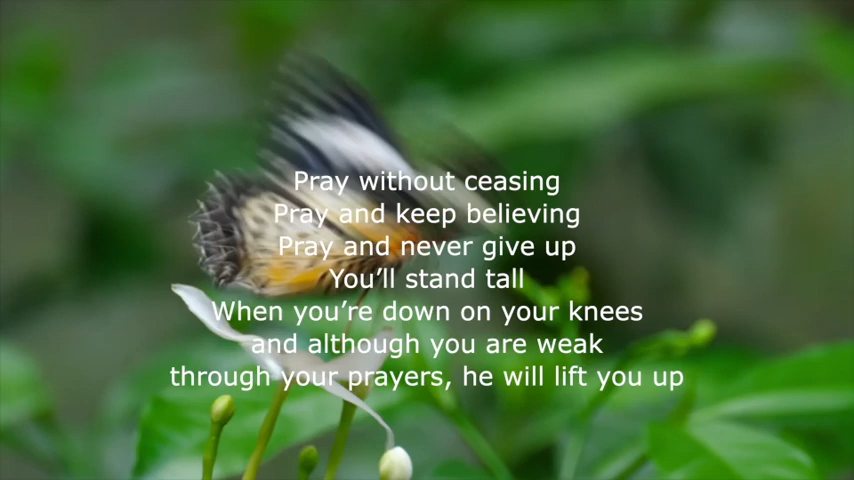 Pray without ceasing
Pray and keep believing
Pray and never give up
You’ll stand tall
When you’re down on your knees
and although you are weak
through your prayers, he will lift you up